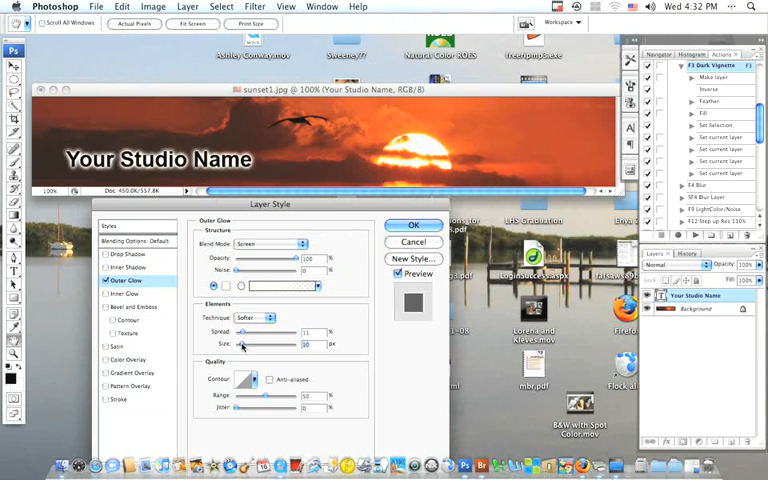 Photoshop File Edit Image Layer Select Filter View Window Help
Wed 4:32 PM
Scroll All Windows Actual Pixels Fit Screen Print Size Workspace
Ashley Conway.mov Sweeney?? Natural Color ROES
Navigator Histogram Actions
sunset1.jpg @ 100% (Your Studio Name, RGB/8)
Your Studio Name
100% Doc: 450.0K/557.8K
F3 Dark Vignette F3
Make layer
Inverse
Feather
Fill
Set Selection
Set current layer
Set current layer
Set current layer
Set current layer
F4 Blur
SF4 Blur Layer
F9 LightColor/Noise
F12 Step up Res 110%
Layer Style
Styles
Blending Options: Default
Drop Shadow
Inner Shadow
Outer Glow
Inner Glow
Bevel and Emboss
Contour
Texture
Satin
Color Overlay
Gradient Overlay
Pattern Overlay
Stroke
Outer Glow
Structure
Blend Mode: Screen
Opacity: 100 %
Noise: 0 %
Elements
Technique: Softer
Spread: 11 %
Size: 10 px
Quality
Contour: Anti-aliased
Range: 50 %
Jitter: 0 %
OK
Cancel
New Style...
Preview
LHS Graduation
LoginSuccess.aspx
Lorena and
Kleves.mov
mbr.pdf
B&W with Spot
Color.mov
Layers History
Normal Opacity: 100%
Lock: Fill: 100%
Your Studio Name
Background